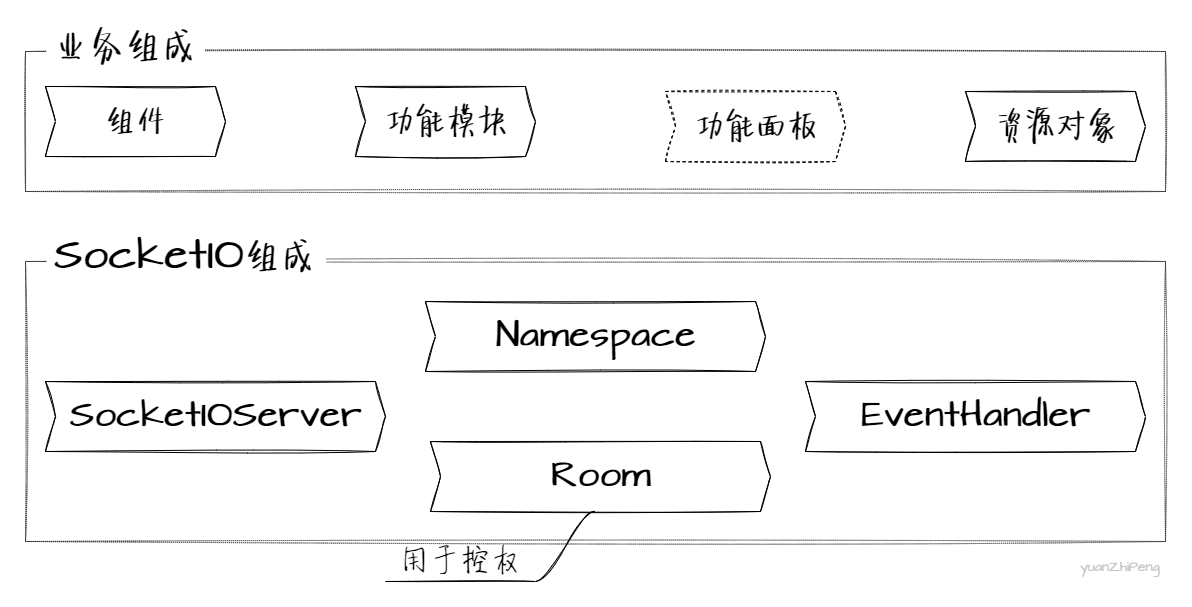 业务组成
组件
功能模块
功能面板
资源对象
SocketIO组成
Namespace
SocketIOServer
EventHandler
Room
用于控权
yuanZhiPeng